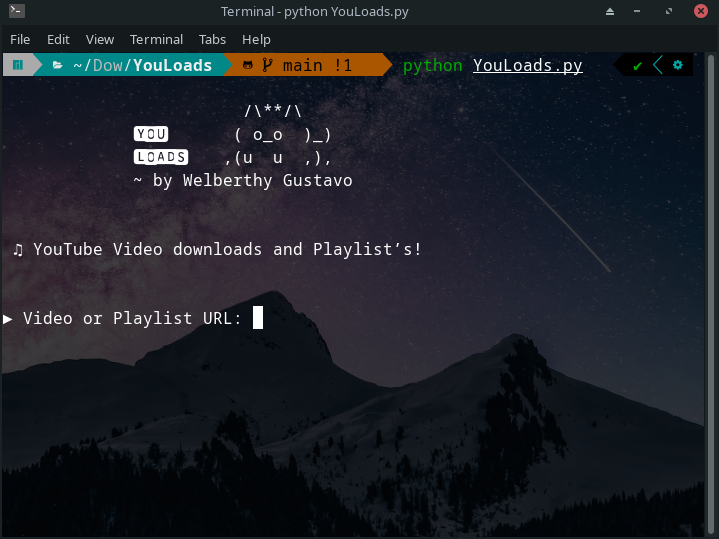 Terminal - python YouLoads.py
File Edit View Terminal Tabs Help
~/Dow/YouLoads main !1 python YouLoads.py ✔
/\**/\
YOU ( o_o  )_)
LOADS ,(u  u  ,),
~ by Welberthy Gustavo
♫ YouTube Video downloads and Playlist’s!
▶ Video or Playlist URL: